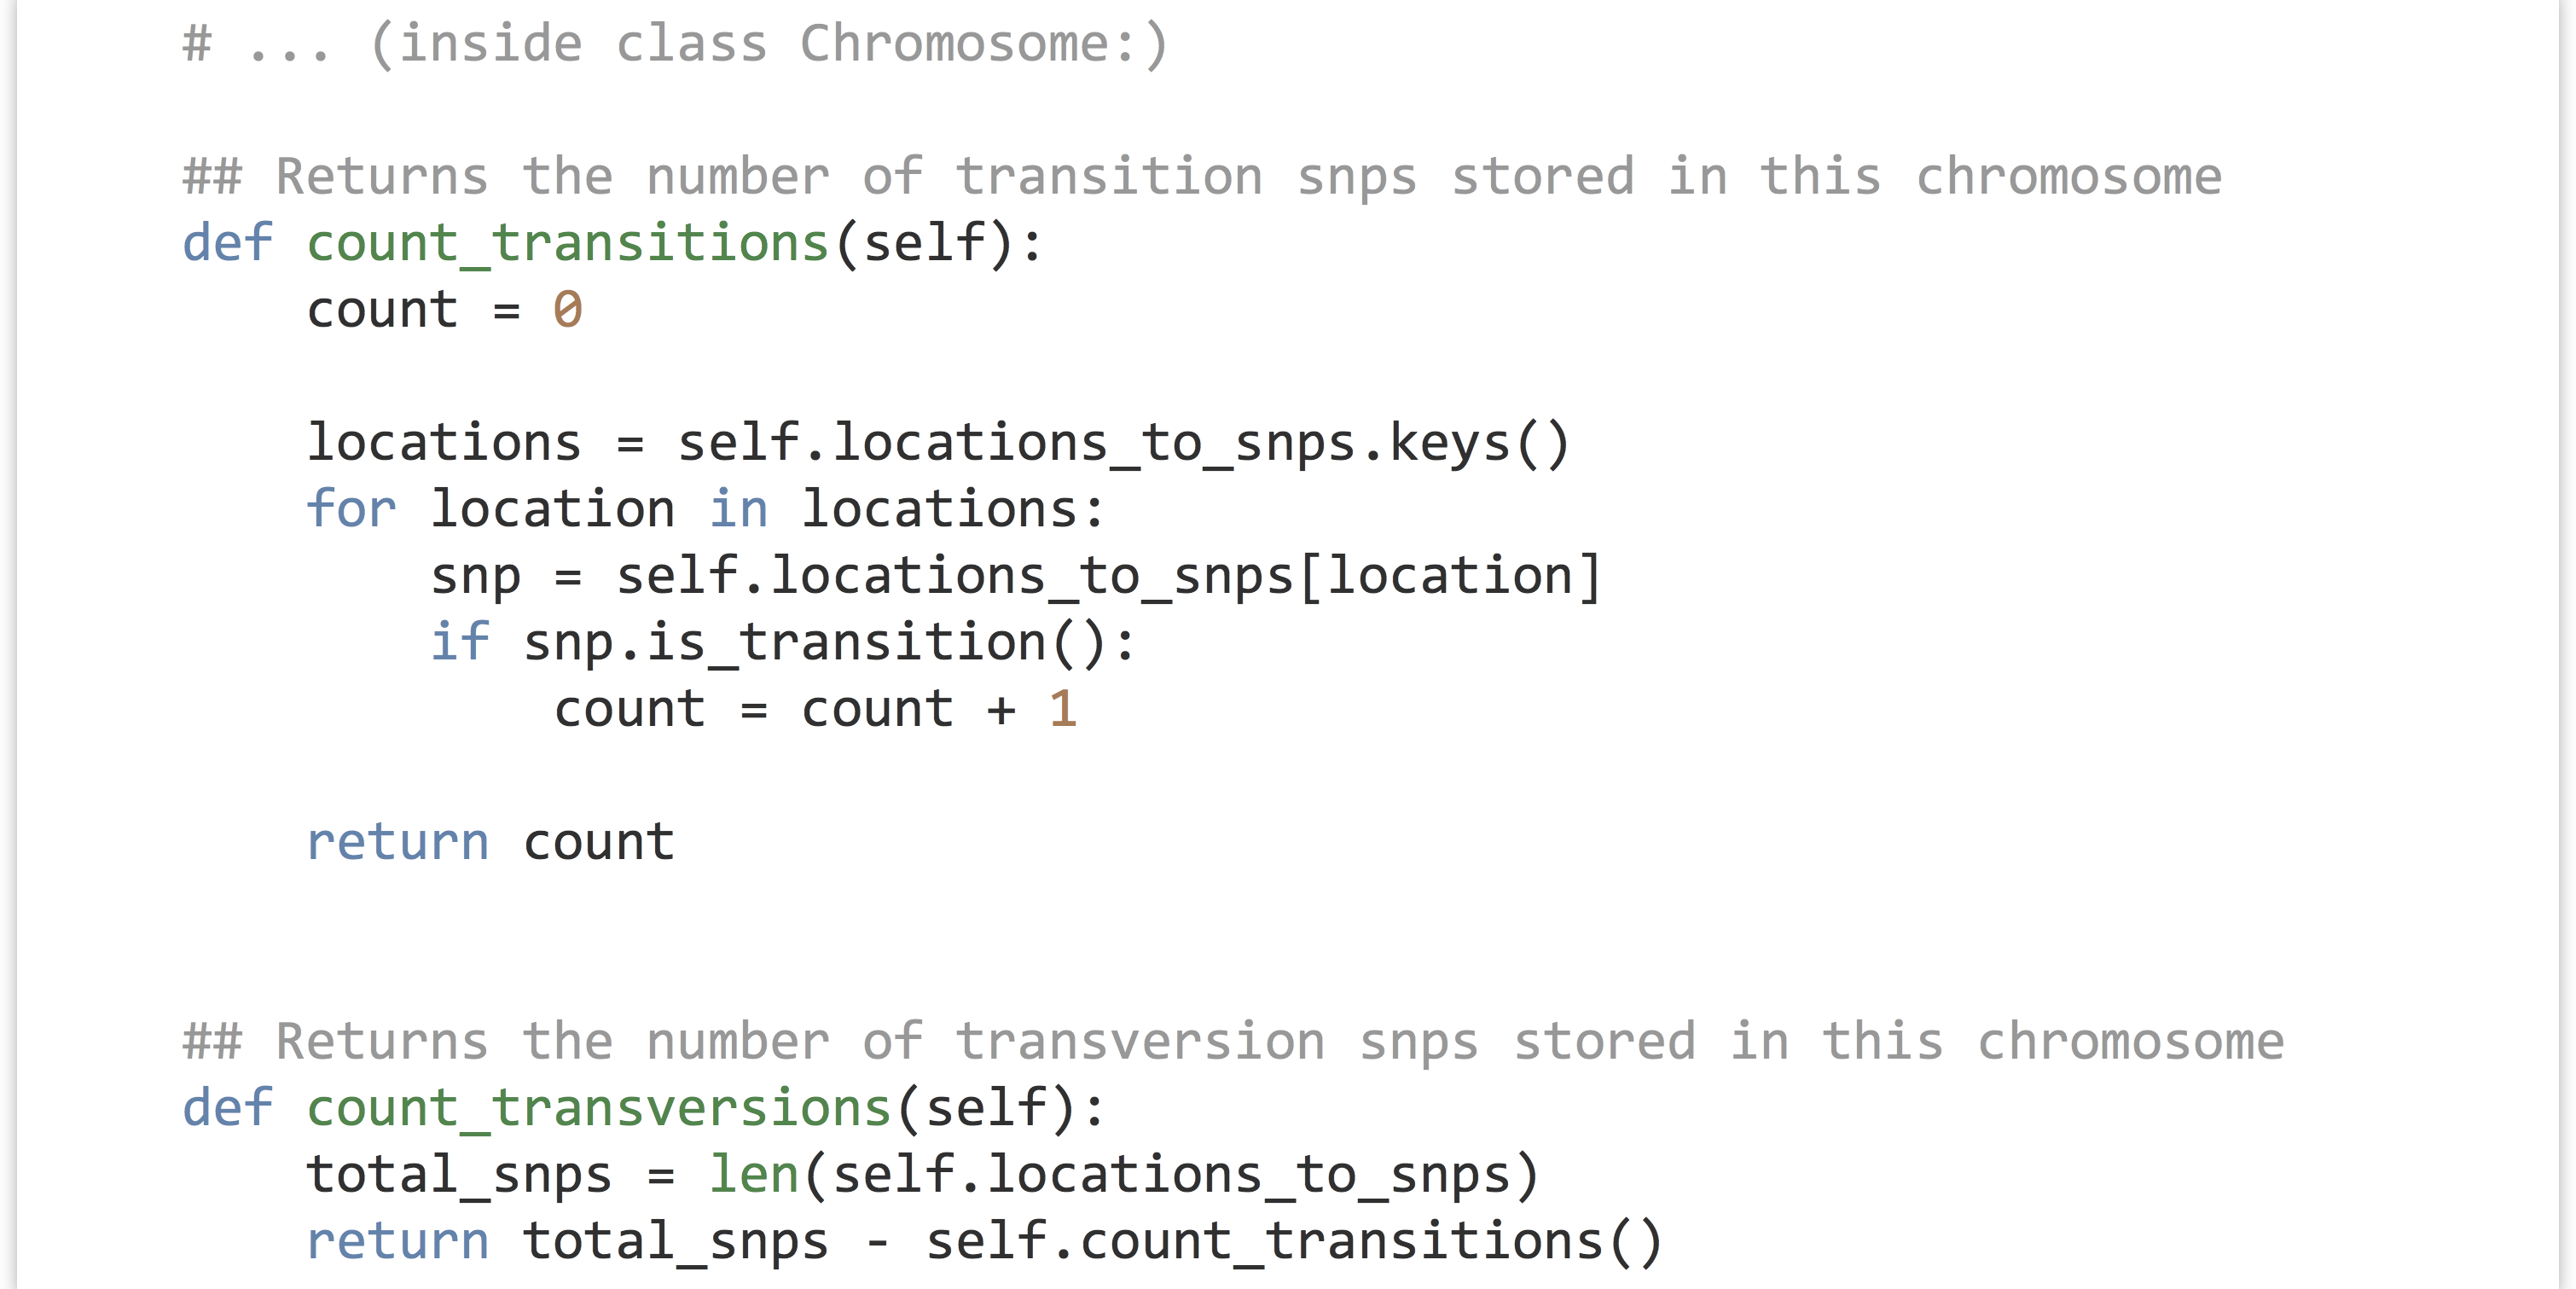 # ... (inside class Chromosome:)
## Returns the number of transition snps stored in this chromosome
def count_transitions(self):
    count = 0
    locations = self.locations_to_snps.keys()
    for location in locations:
        snp = self.locations_to_snps[location]
        if snp.is_transition():
            count = count + 1
    return count
## Returns the number of transversion snps stored in this chromosome
def count_transversions(self):
    total_snps = len(self.locations_to_snps)
    return total_snps - self.count_transitions()